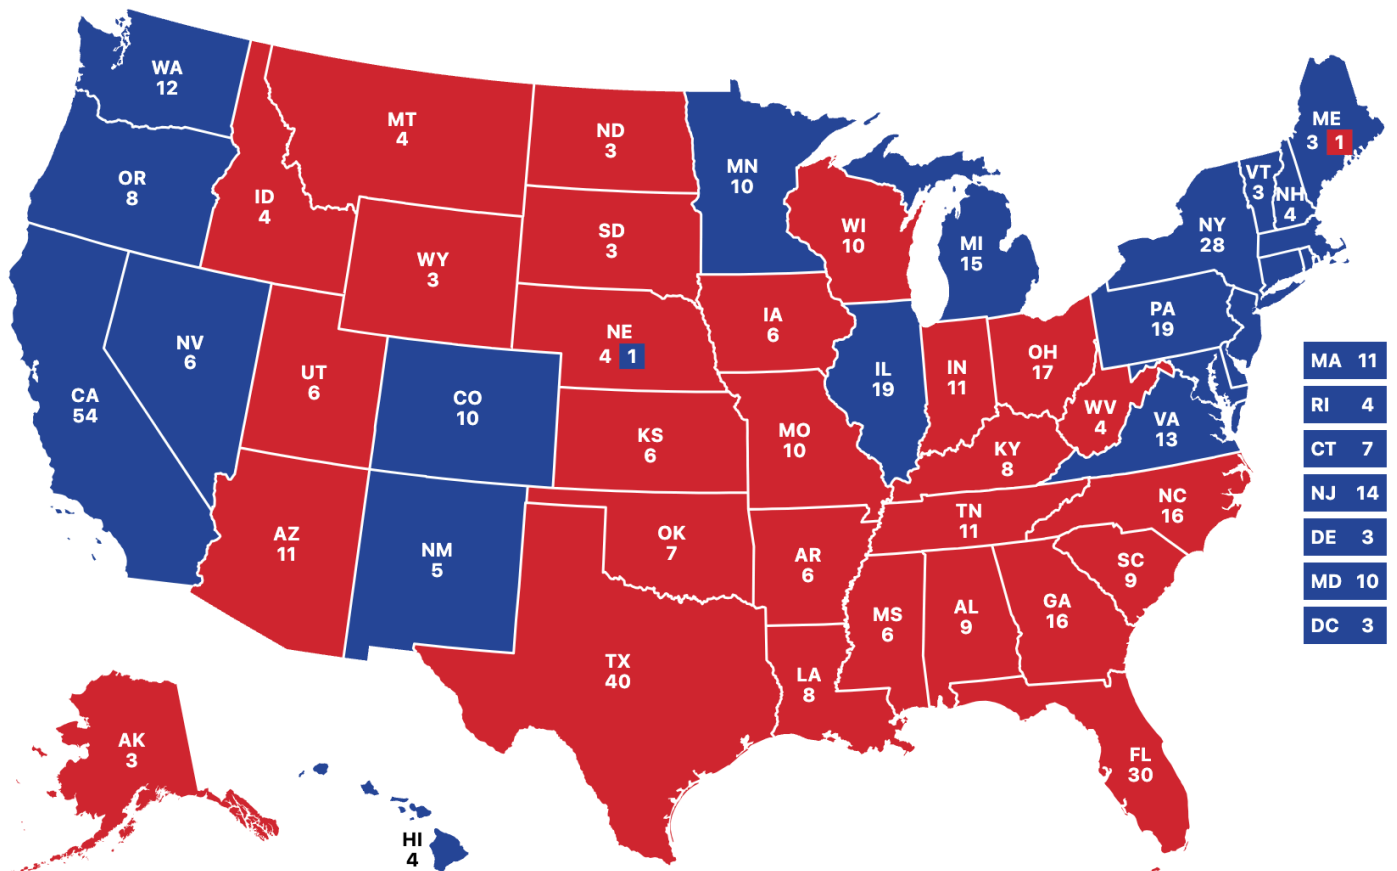 WA
12
OR
8
CA
54
NV
6
ID
4
MT
4
WY
3
UT
6
AZ
11
CO
10
NM
5
ND
3
SD
3
NE
4 1
KS
6
OK
7
TX
40
MN
10
IA
6
MO
10
AR
6
LA
8
WI
10
IL
19
MI
15
IN
11
OH
17
KY
8
TN
11
MS
6
AL
9
GA
16
FL
30
SC
9
NC
16
VA
13
WV
4
PA
19
NY
28
VT
3
NH
4
ME
3 1
MA 11
RI 4
CT 7
NJ 14
DE 3
MD 10
DC 3
AK
3
HI
4